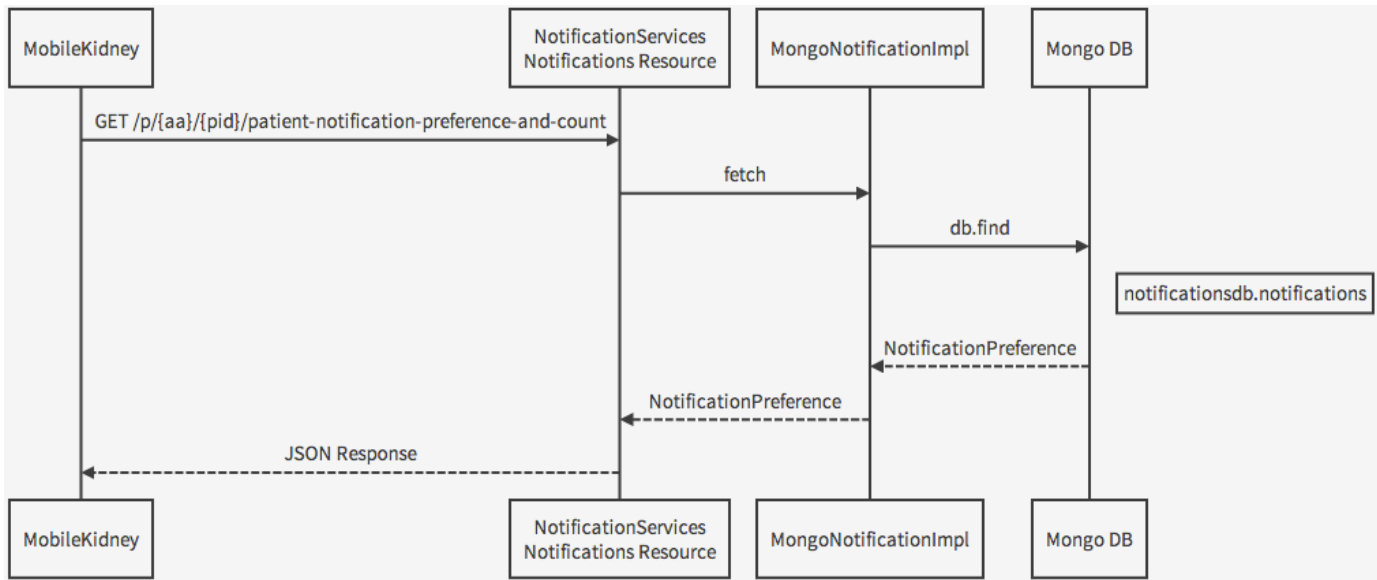 MobileKidney
NotificationServices
Notifications Resource
MongoNotificationImpl
Mongo DB
GET /p/{aa}/{pid}/patient-notification-preference-and-count
fetch
db.find
notificationsdb.notifications
NotificationPreference
NotificationPreference
JSON Response
MobileKidney
NotificationServices
Notifications Resource
MongoNotificationImpl
Mongo DB